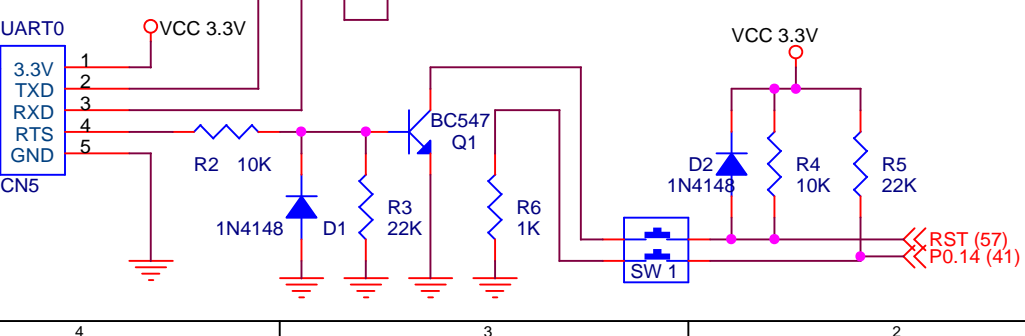 UART0
VCC 3.3V
3.3V 1
TXD 2
RXD 3
RTS 4
GND 5
CN5
R2 10K
1N4148 D1
R3
22K
BC547
Q1
R6
1K
SW 1
VCC 3.3V
D2
1N4148
R4
10K
R5
22K
RST (57)
P0.14 (41)
4 3 2